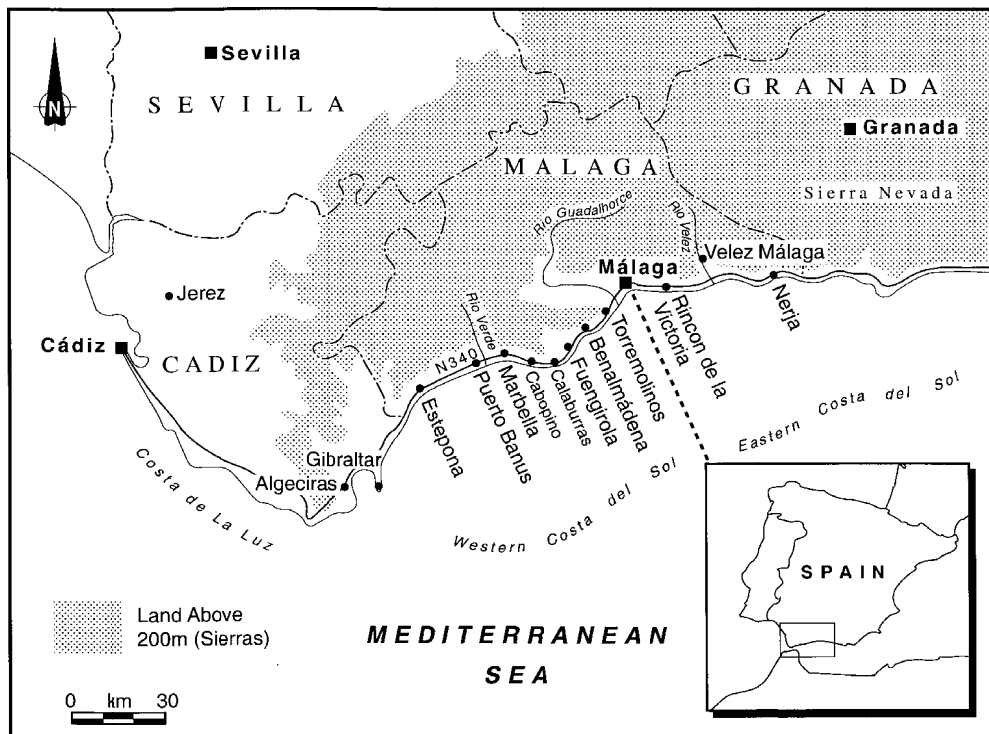 Sevilla
SEVILLA
N
GRANADA
Granada
MALAGA
Sierra Nevada
Rio Guadalhorce
Rio Velez
Velez Málaga
Málaga
Jerez
Cádiz
CADIZ
Rio Verde
N340
Estepona
Puerto Banus
Marbella
Cabopino
Calaburras
Fuengirola
Benalmádena
Torremolinos
Rincon de la
Victoria
Nerja
Gibraltar
Algeciras
Costa de La Luz
Western Costa del Sol
Eastern Costa del Sol
MEDITERRANEAN
SEA
Land Above
200m (Sierras)
0 km 30
SPAIN